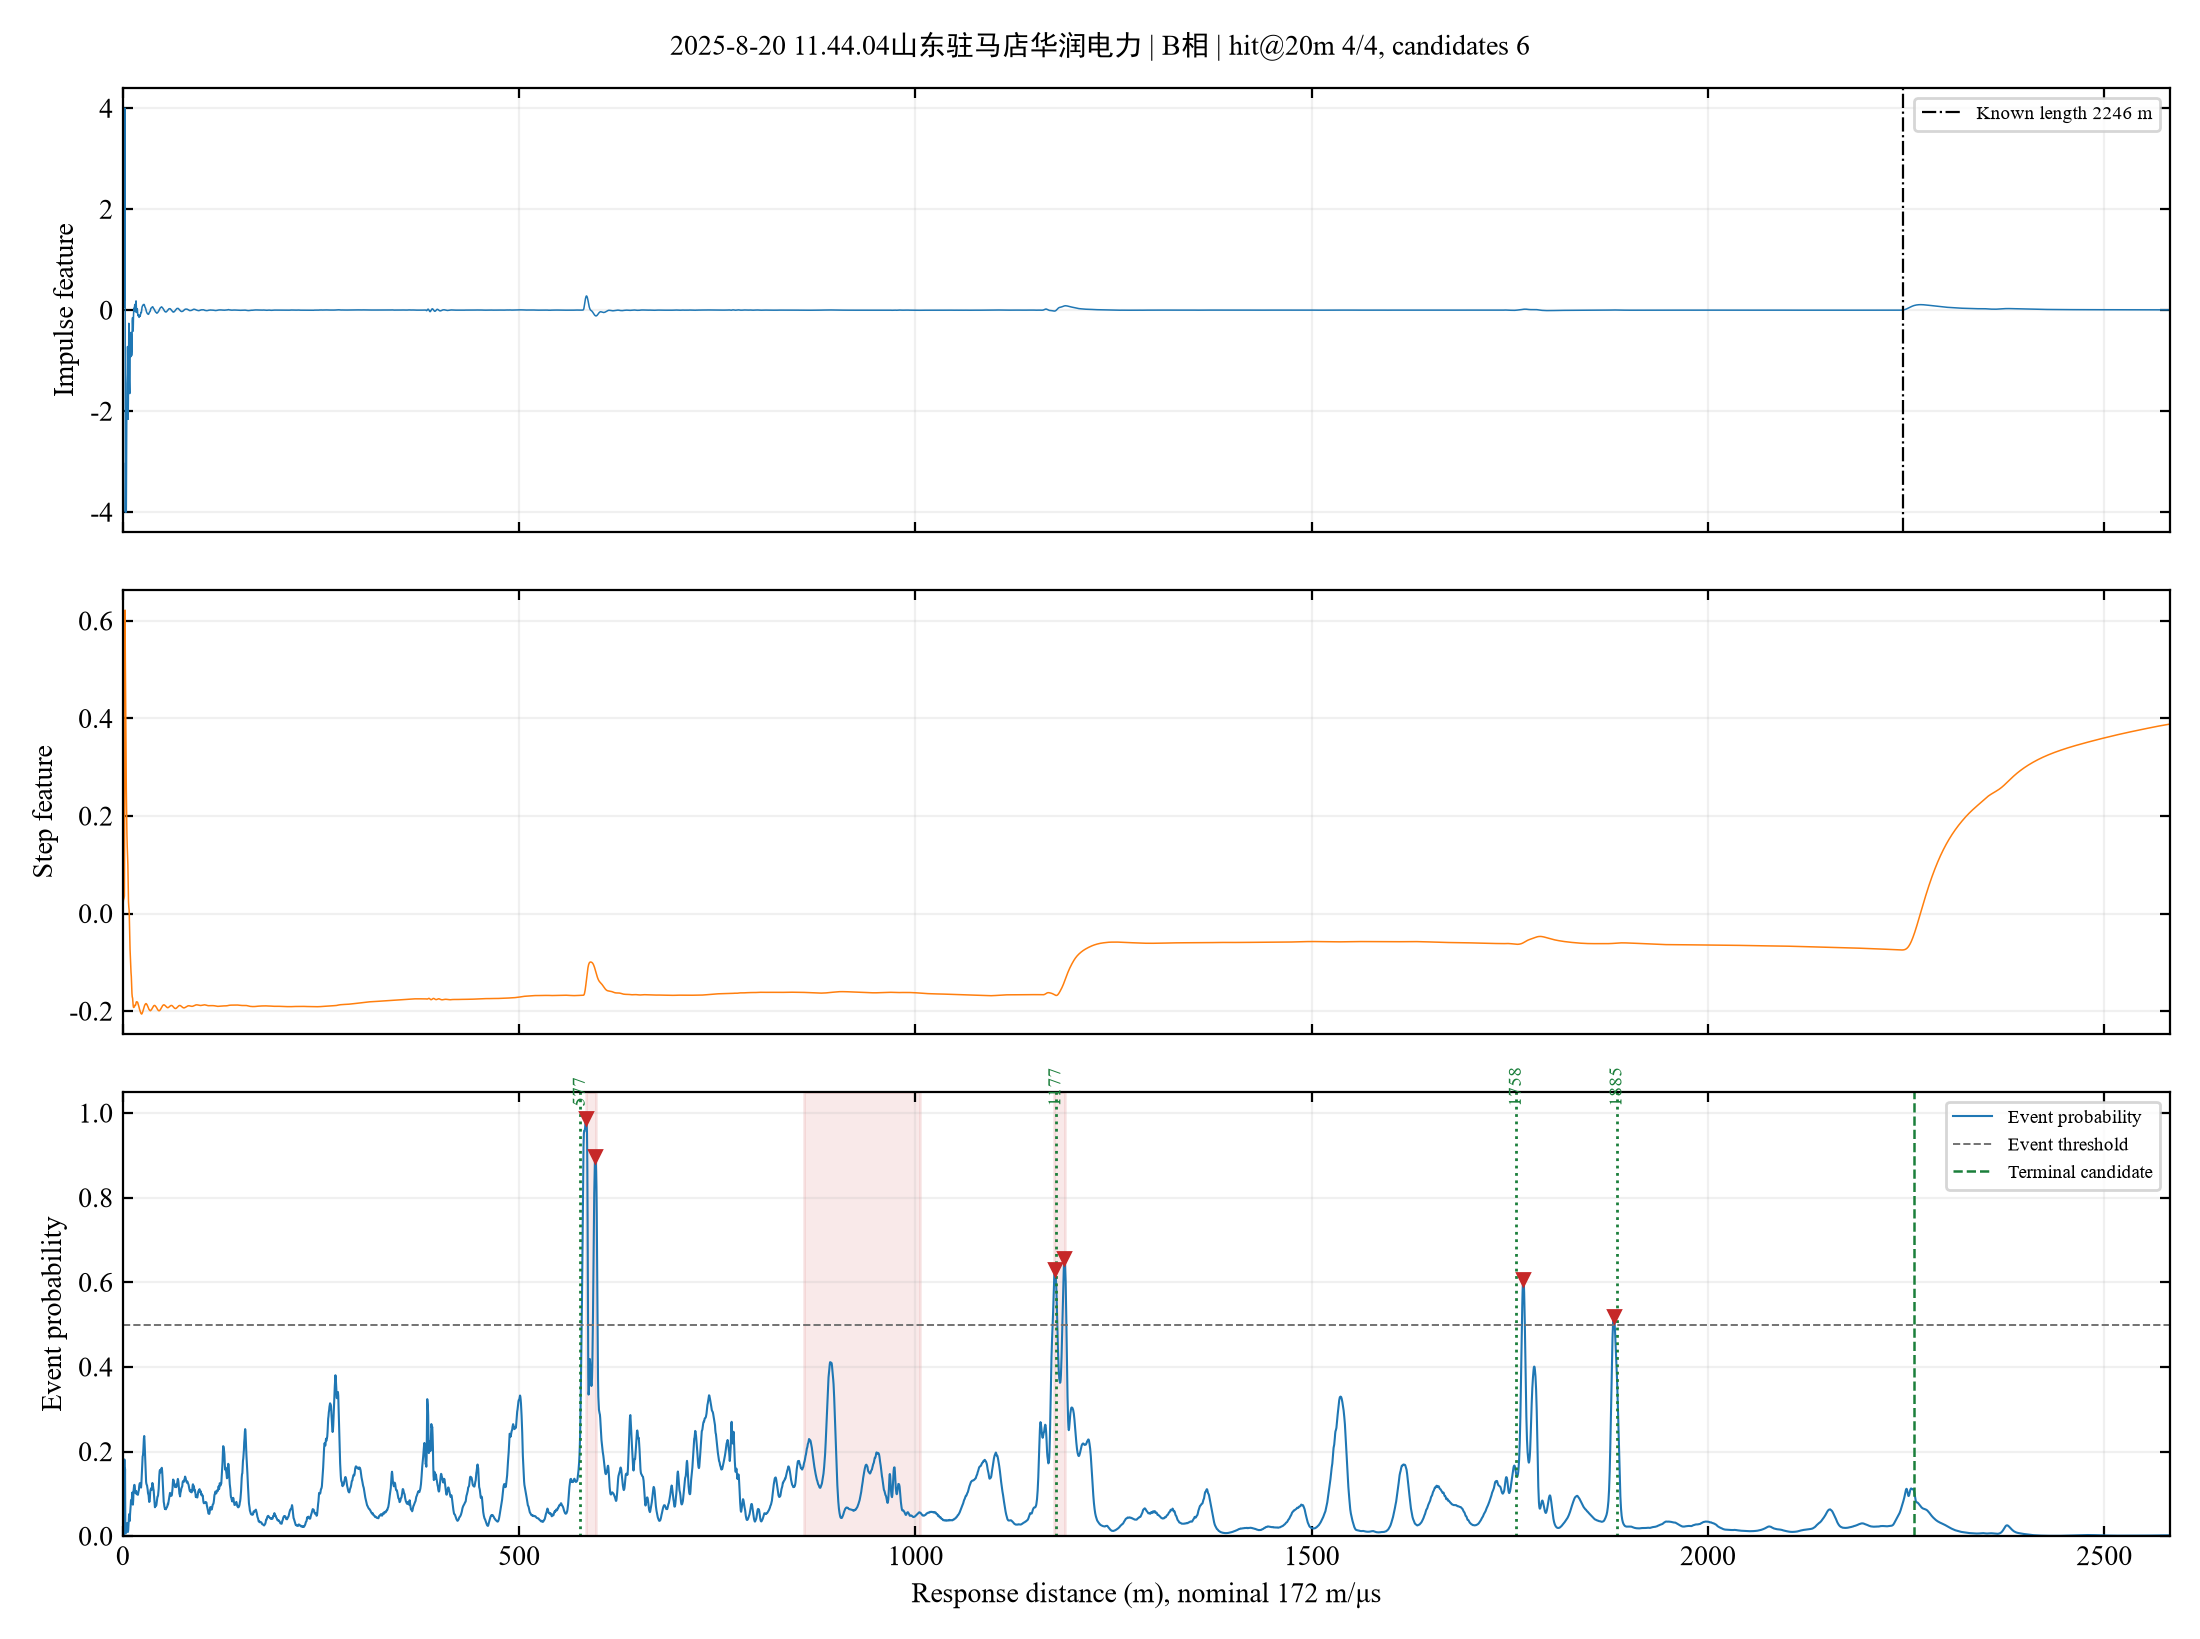 2025-8-20 11.44.04山东驻马店华润电力 | B相 | hit@20m 4/4, candidates 6
Impulse feature
4
2
0
-2
-4
Known length 2246 m
Step feature
0.6
0.4
0.2
0.0
-0.2
577
1177
1758
1885
Event probability
1.0
0.8
0.6
0.4
0.2
0.0
Event probability
Event threshold
Terminal candidate
0 500 1000 1500 2000 2500
Response distance (m), nominal 172 m/μs